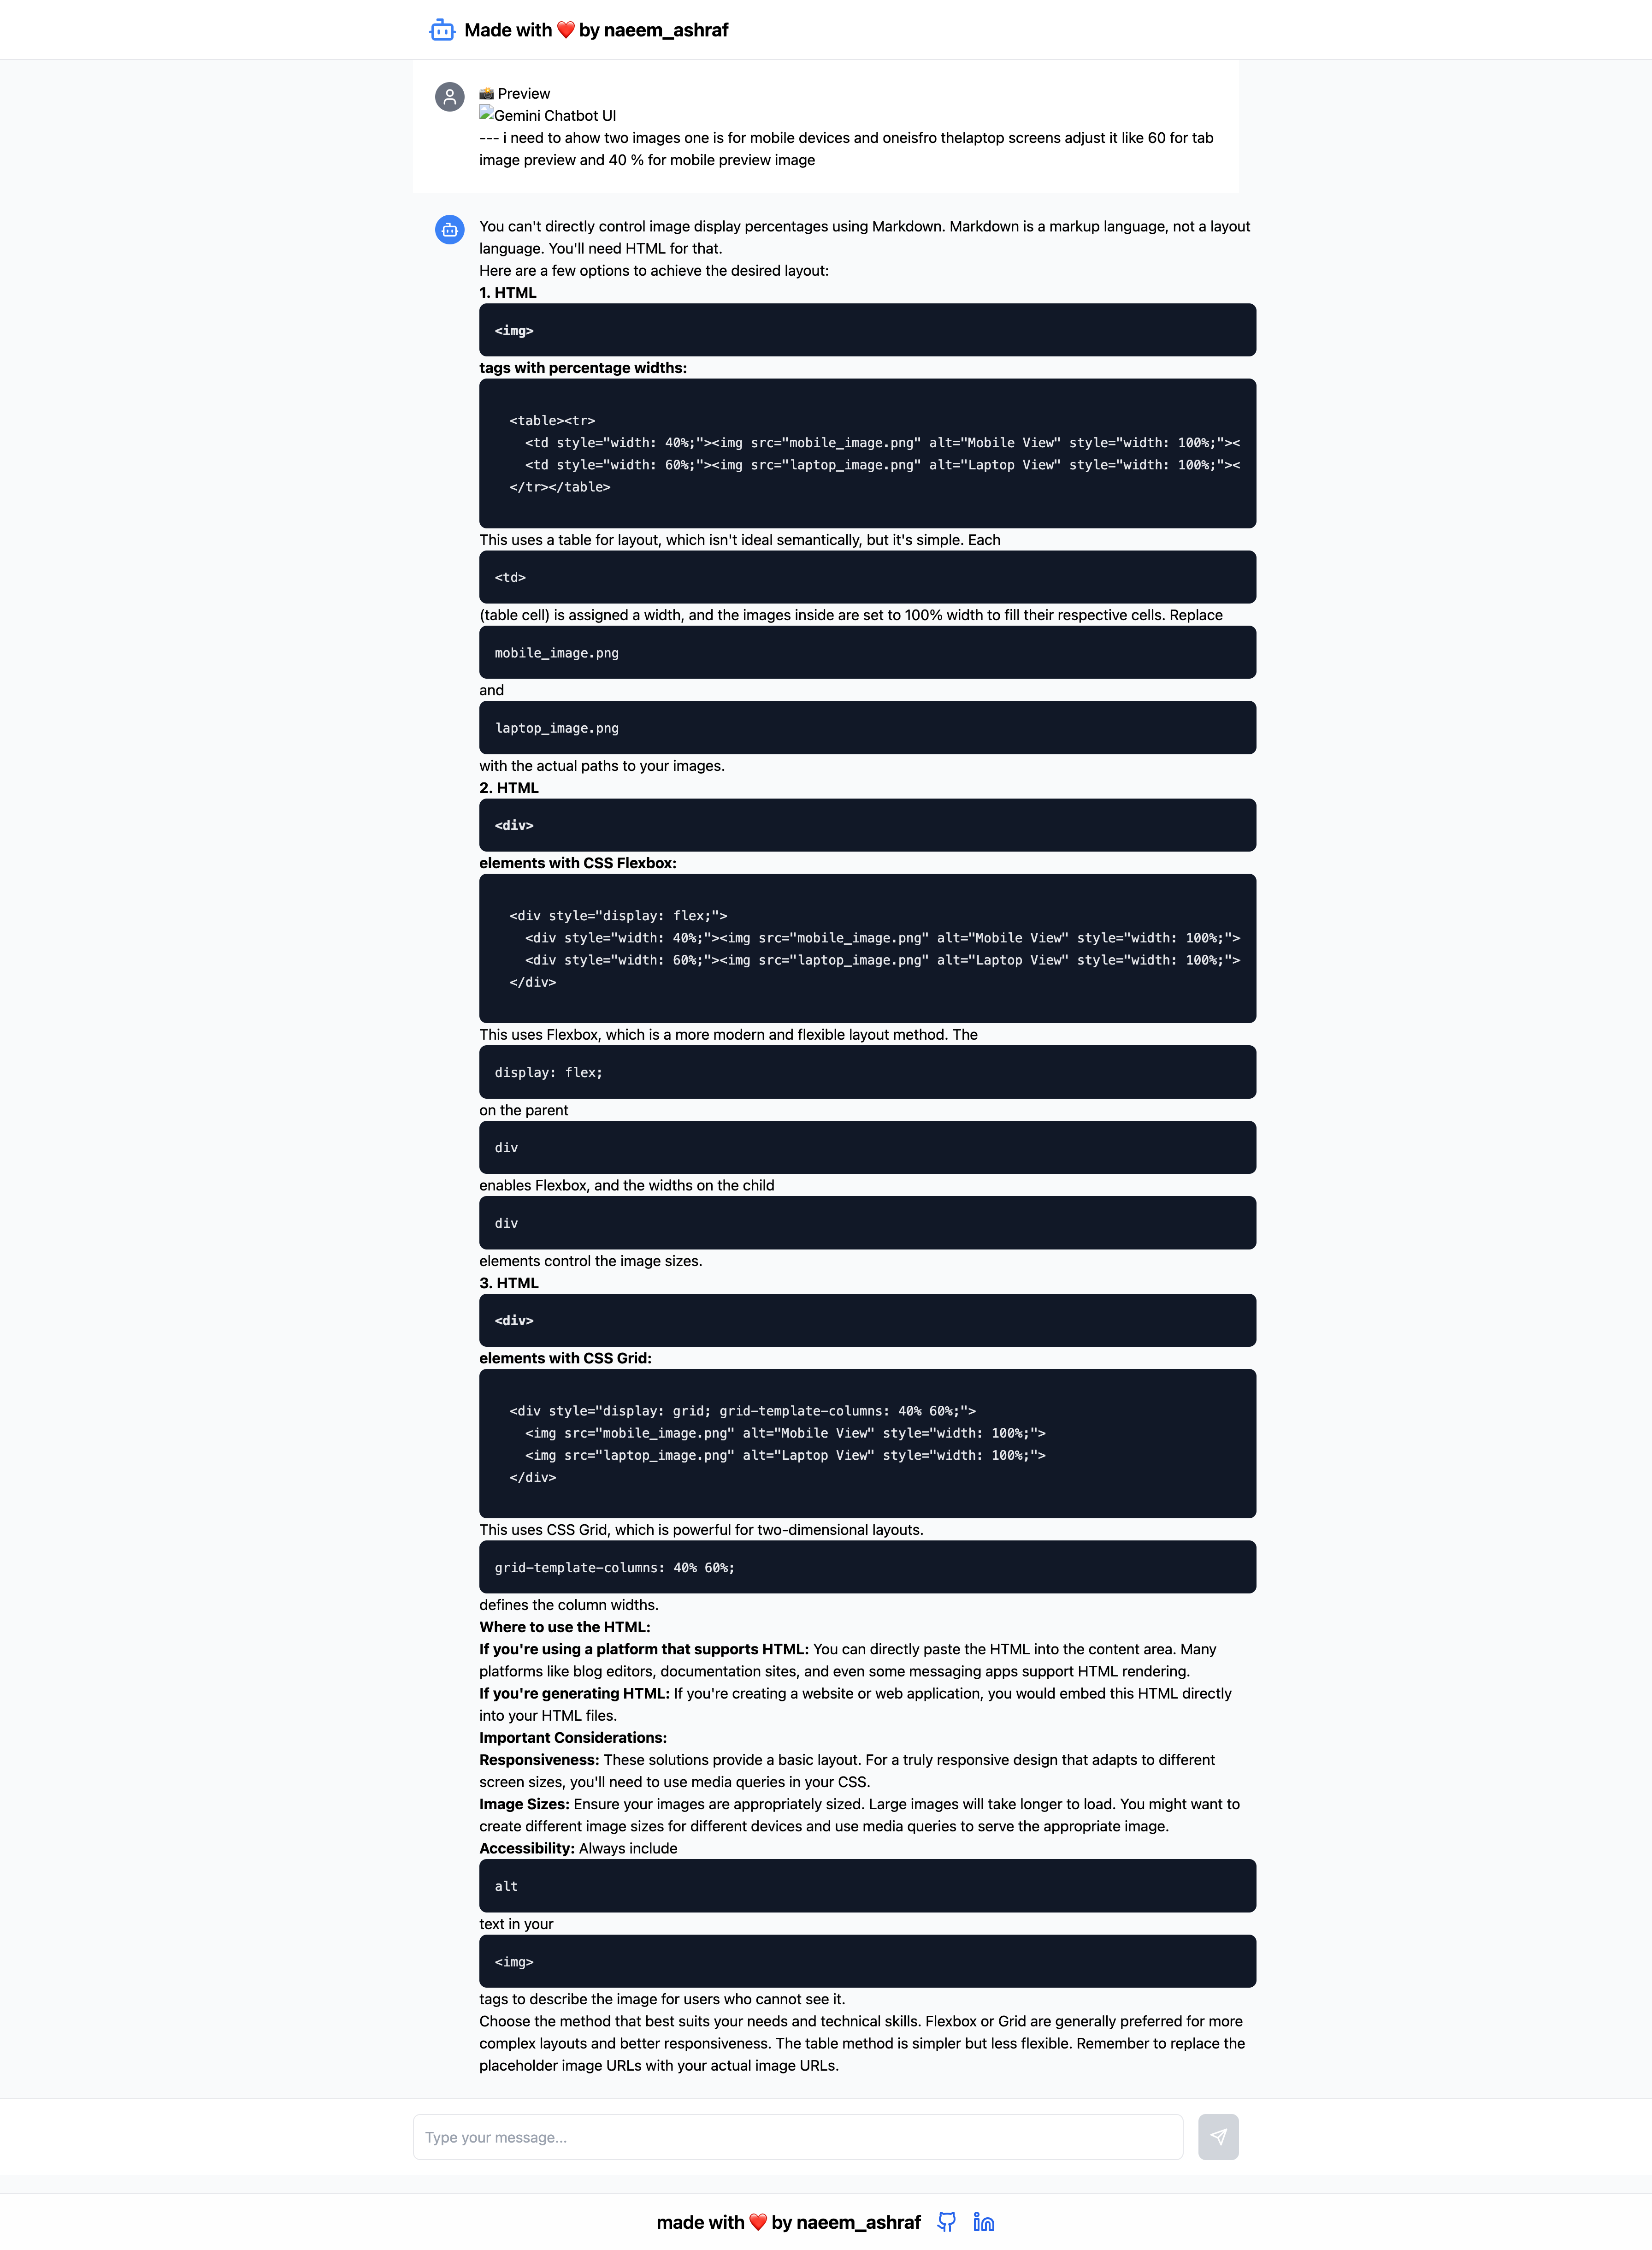 Made with ❤️ by naeem_ashraf
📸 Preview
Gemini Chatbot UI
--- i need to ahow two images one is for mobile devices and oneisfro thelaptop screens adjust it like 60 for tab
image preview and 40 % for mobile preview image
You can't directly control image display percentages using Markdown. Markdown is a markup language, not a layout
language. You'll need HTML for that.
Here are a few options to achieve the desired layout:
1. HTML
<img>
tags with percentage widths:
<table><tr>
<td style="width: 40%;"><img src="mobile_image.png" alt="Mobile View" style="width: 100%;"><
<td style="width: 60%;"><img src="laptop_image.png" alt="Laptop View" style="width: 100%;"><
</tr></table>
This uses a table for layout, which isn't ideal semantically, but it's simple. Each
<td>
(table cell) is assigned a width, and the images inside are set to 100% width to fill their respective cells. Replace
mobile_image.png
and
laptop_image.png
with the actual paths to your images.
2. HTML
<div>
elements with CSS Flexbox:
<div style="display: flex;">
<div style="width: 40%;"><img src="mobile_image.png" alt="Mobile View" style="width: 100%;">
<div style="width: 60%;"><img src="laptop_image.png" alt="Laptop View" style="width: 100%;">
</div>
This uses Flexbox, which is a more modern and flexible layout method. The
display: flex;
on the parent
div
enables Flexbox, and the widths on the child
div
elements control the image sizes.
3. HTML
<div>
elements with CSS Grid:
<div style="display: grid; grid-template-columns: 40% 60%;">
<img src="mobile_image.png" alt="Mobile View" style="width: 100%;">
<img src="laptop_image.png" alt="Laptop View" style="width: 100%;">
</div>
This uses CSS Grid, which is powerful for two-dimensional layouts.
grid-template-columns: 40% 60%;
defines the column widths.
Where to use the HTML:
If you're using a platform that supports HTML: You can directly paste the HTML into the content area. Many
platforms like blog editors, documentation sites, and even some messaging apps support HTML rendering.
If you're generating HTML: If you're creating a website or web application, you would embed this HTML directly
into your HTML files.
Important Considerations:
Responsiveness: These solutions provide a basic layout. For a truly responsive design that adapts to different
screen sizes, you'll need to use media queries in your CSS.
Image Sizes: Ensure your images are appropriately sized. Large images will take longer to load. You might want to
create different image sizes for different devices and use media queries to serve the appropriate image.
Accessibility: Always include
alt
text in your
<img>
tags to describe the image for users who cannot see it.
Choose the method that best suits your needs and technical skills. Flexbox or Grid are generally preferred for more
complex layouts and better responsiveness. The table method is simpler but less flexible. Remember to replace the
placeholder image URLs with your actual image URLs.
Type your message...
made with ❤️ by naeem_ashraf